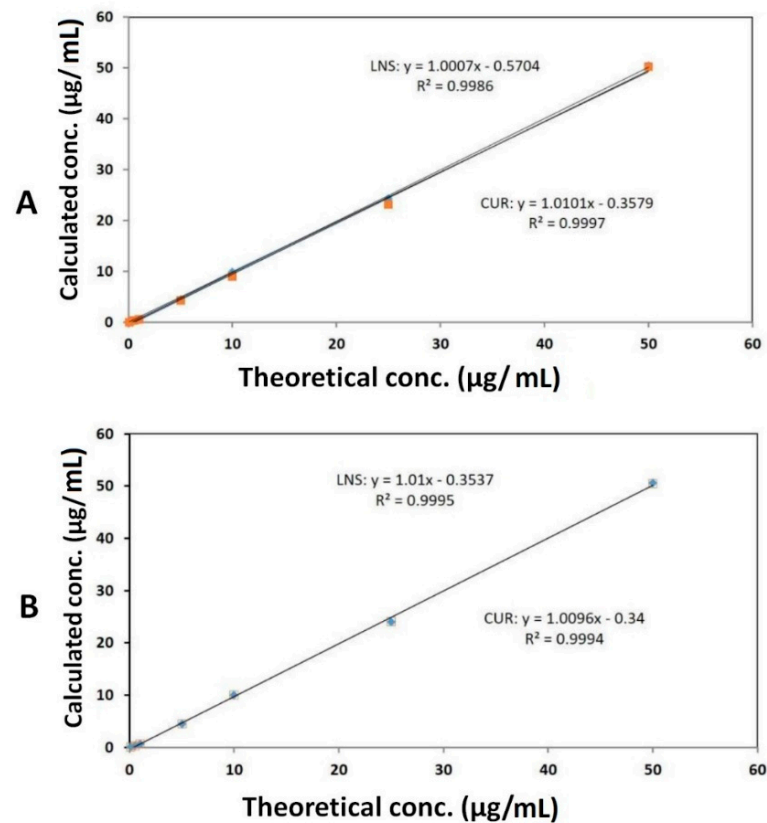 A
Calculated conc. (µg/ mL)
60
50
40
30
20
10
0
LNS: y = 1.0007x - 0.5704
R² = 0.9986
CUR: y = 1.0101x - 0.3579
R² = 0.9997
0 10 20 30 40 50 60
Theoretical conc. (µg/ mL)
B
Calculated conc. (µg/mL)
60
50
40
30
20
10
0
LNS: y = 1.01x - 0.3537
R² = 0.9995
CUR: y = 1.0096x - 0.34
R² = 0.9994
0 10 20 30 40 50 60
Theoretical conc. (µg/mL)